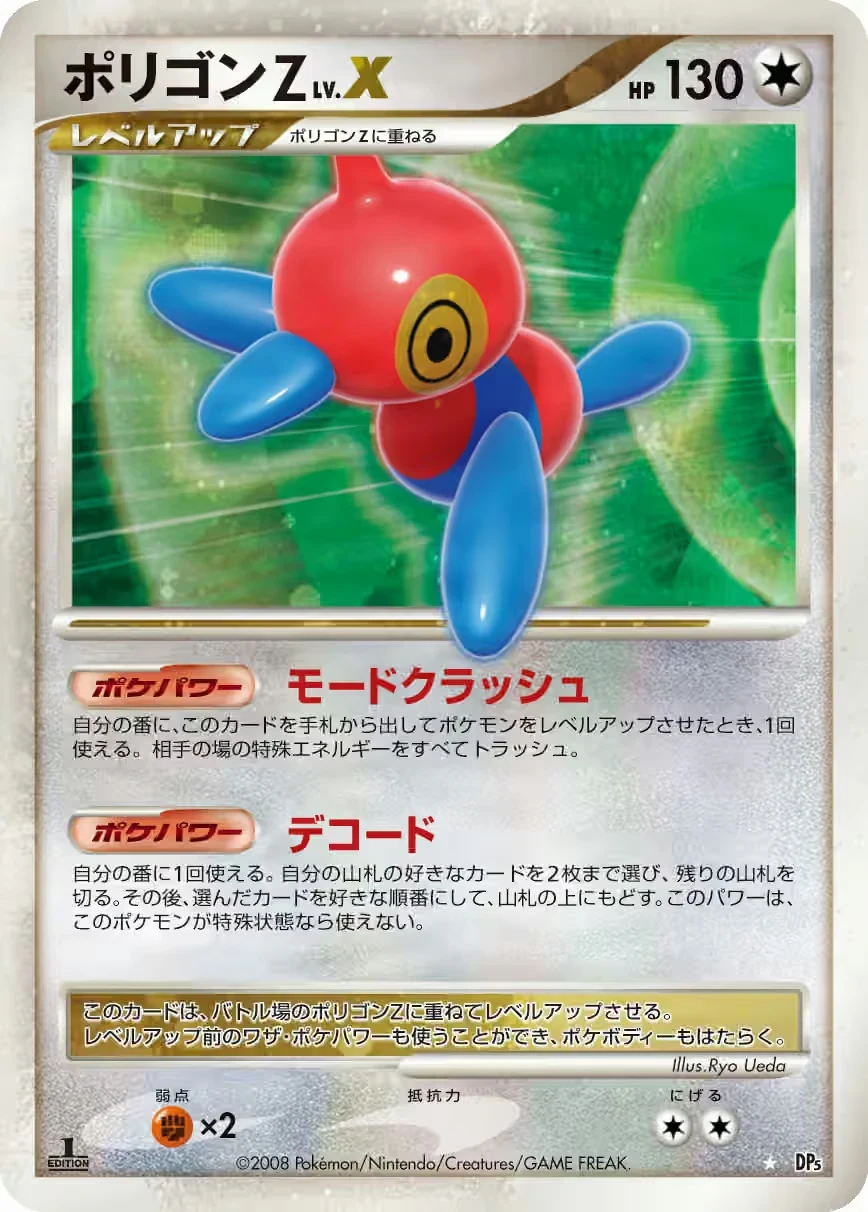 ポリゴンZ LV.X HP 130
レベルアップ ポリゴンZに重ねる
ポケパワー モードクラッシュ
自分の番に、このカードを手札から出してポケモンをレベルアップさせたとき、1回
使える。相手の場の特殊エネルギーをすべてトラッシュ。
ポケパワー デコード
自分の番に1回使える。自分の山札の好きなカードを2枚まで選び、残りの山札を
切る。その後、選んだカードを好きな順番にして、山札の上にもどす。このパワーは、
このポケモンが特殊状態なら使えない。
このカードは、バトル場のポリゴンZに重ねてレベルアップさせる。
レベルアップ前のワザ・ポケパワーも使うことができ、ポケボディーもはたらく。
Illus.Ryo Ueda
弱点 抵抗力 にげる
×2
1 EDITION ©2008 Pokémon/Nintendo/Creatures/GAME FREAK. DP5